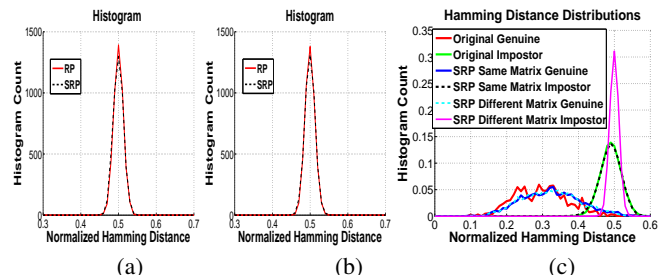 Histogram
Histogram Count
1500
1000
500
0
RP
SRP
0.3 0.4 0.5 0.6 0.7
Normalized Hamming Distance
(a)
Histogram
Histogram Count
1500
1000
500
0
RP
SRP
0.3 0.4 0.5 0.6 0.7
Normalized Hamming Distance
(b)
Hamming Distance Distributions
Histogram Count
0.35
0.3
0.25
0.2
0.15
0.1
0.05
0
Original Genuine
Original Impostor
SRP Same Matrix Genuine
SRP Same Matrix Impostor
SRP Different Matrix Genuine
SRP Different Matrix Impostor
0 0.1 0.2 0.3 0.4 0.5 0.6
Normalized Hamming Distance
(c)